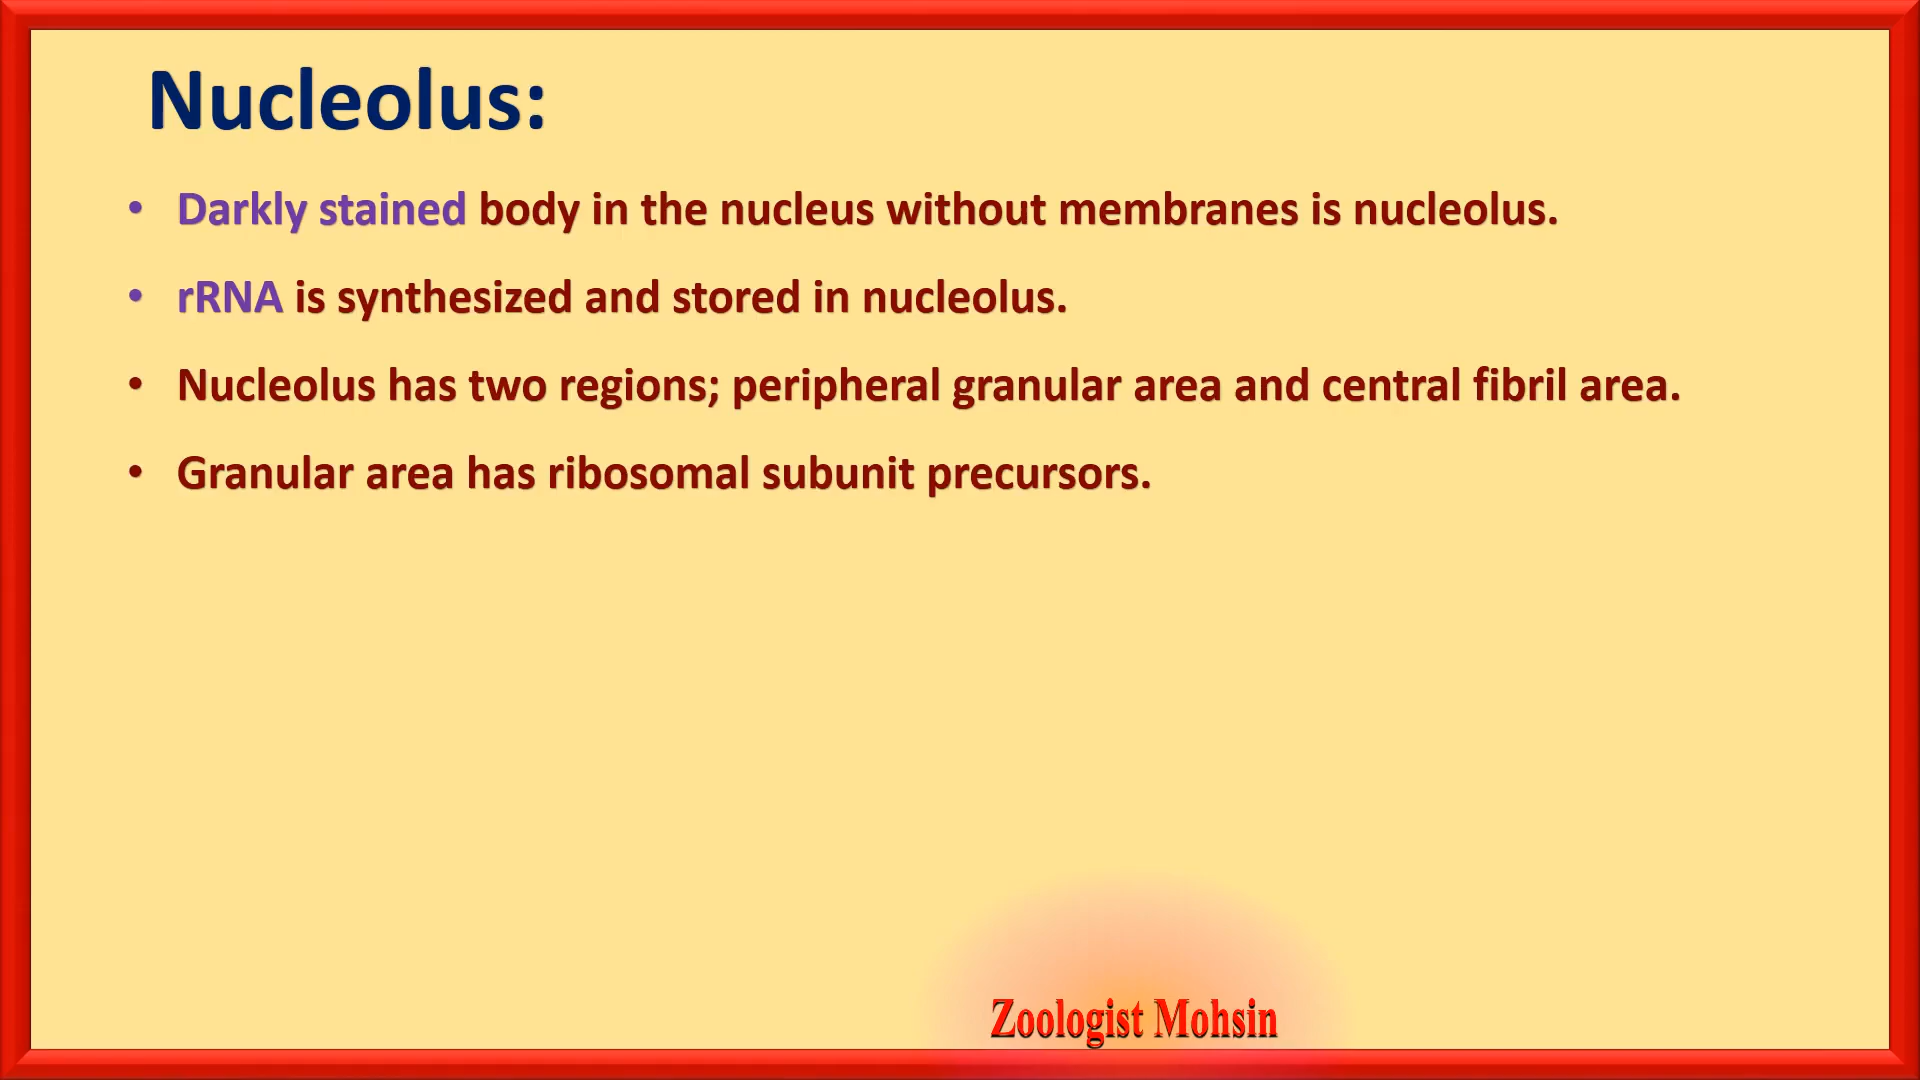 Nucleolus:
• Darkly stained body in the nucleus without membranes is nucleolus.
• rRNA is synthesized and stored in nucleolus.
• Nucleolus has two regions; peripheral granular area and central fibril area.
• Granular area has ribosomal subunit precursors.
Zoologist Mohsin